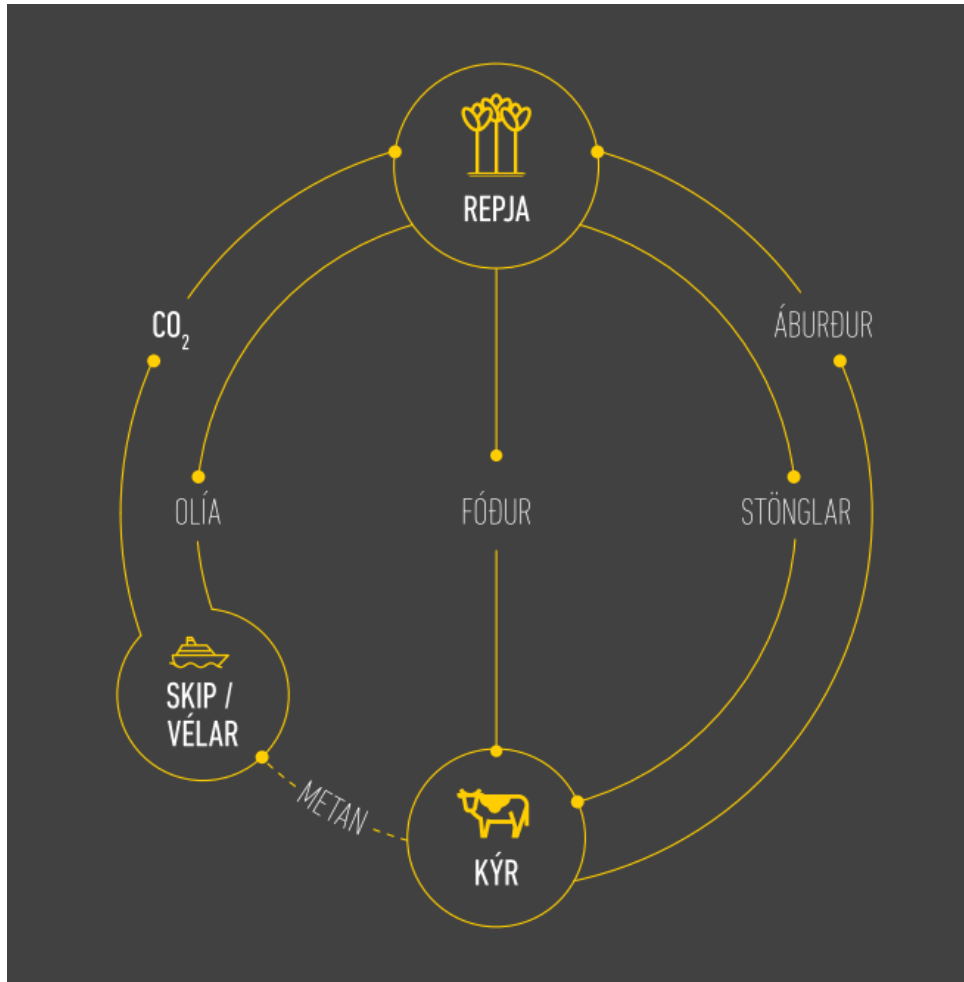 REPJA
CO₂
ÁBURÐUR
OLÍA
FÓÐUR
STÖNGLAR
SKIP /
VÉLAR
METAN
KÝR